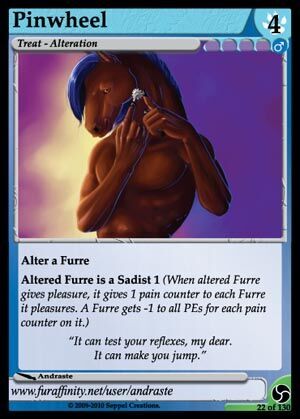 Pinwheel
4
Treat - Alteration
Alter a Furre
Altered Furre is a Sadist 1 (When altered Furre
gives pleasure, it gives 1 pain counter to each Furre
it pleasures. A Furre gets -1 to all PEs for each pain
counter on it.)
"It can test your reflexes, my dear.
It can make you jump."
Andraste
www.furaffinity.net/user/andraste
© 2009-2010 Seppel Creations.
22 of 130